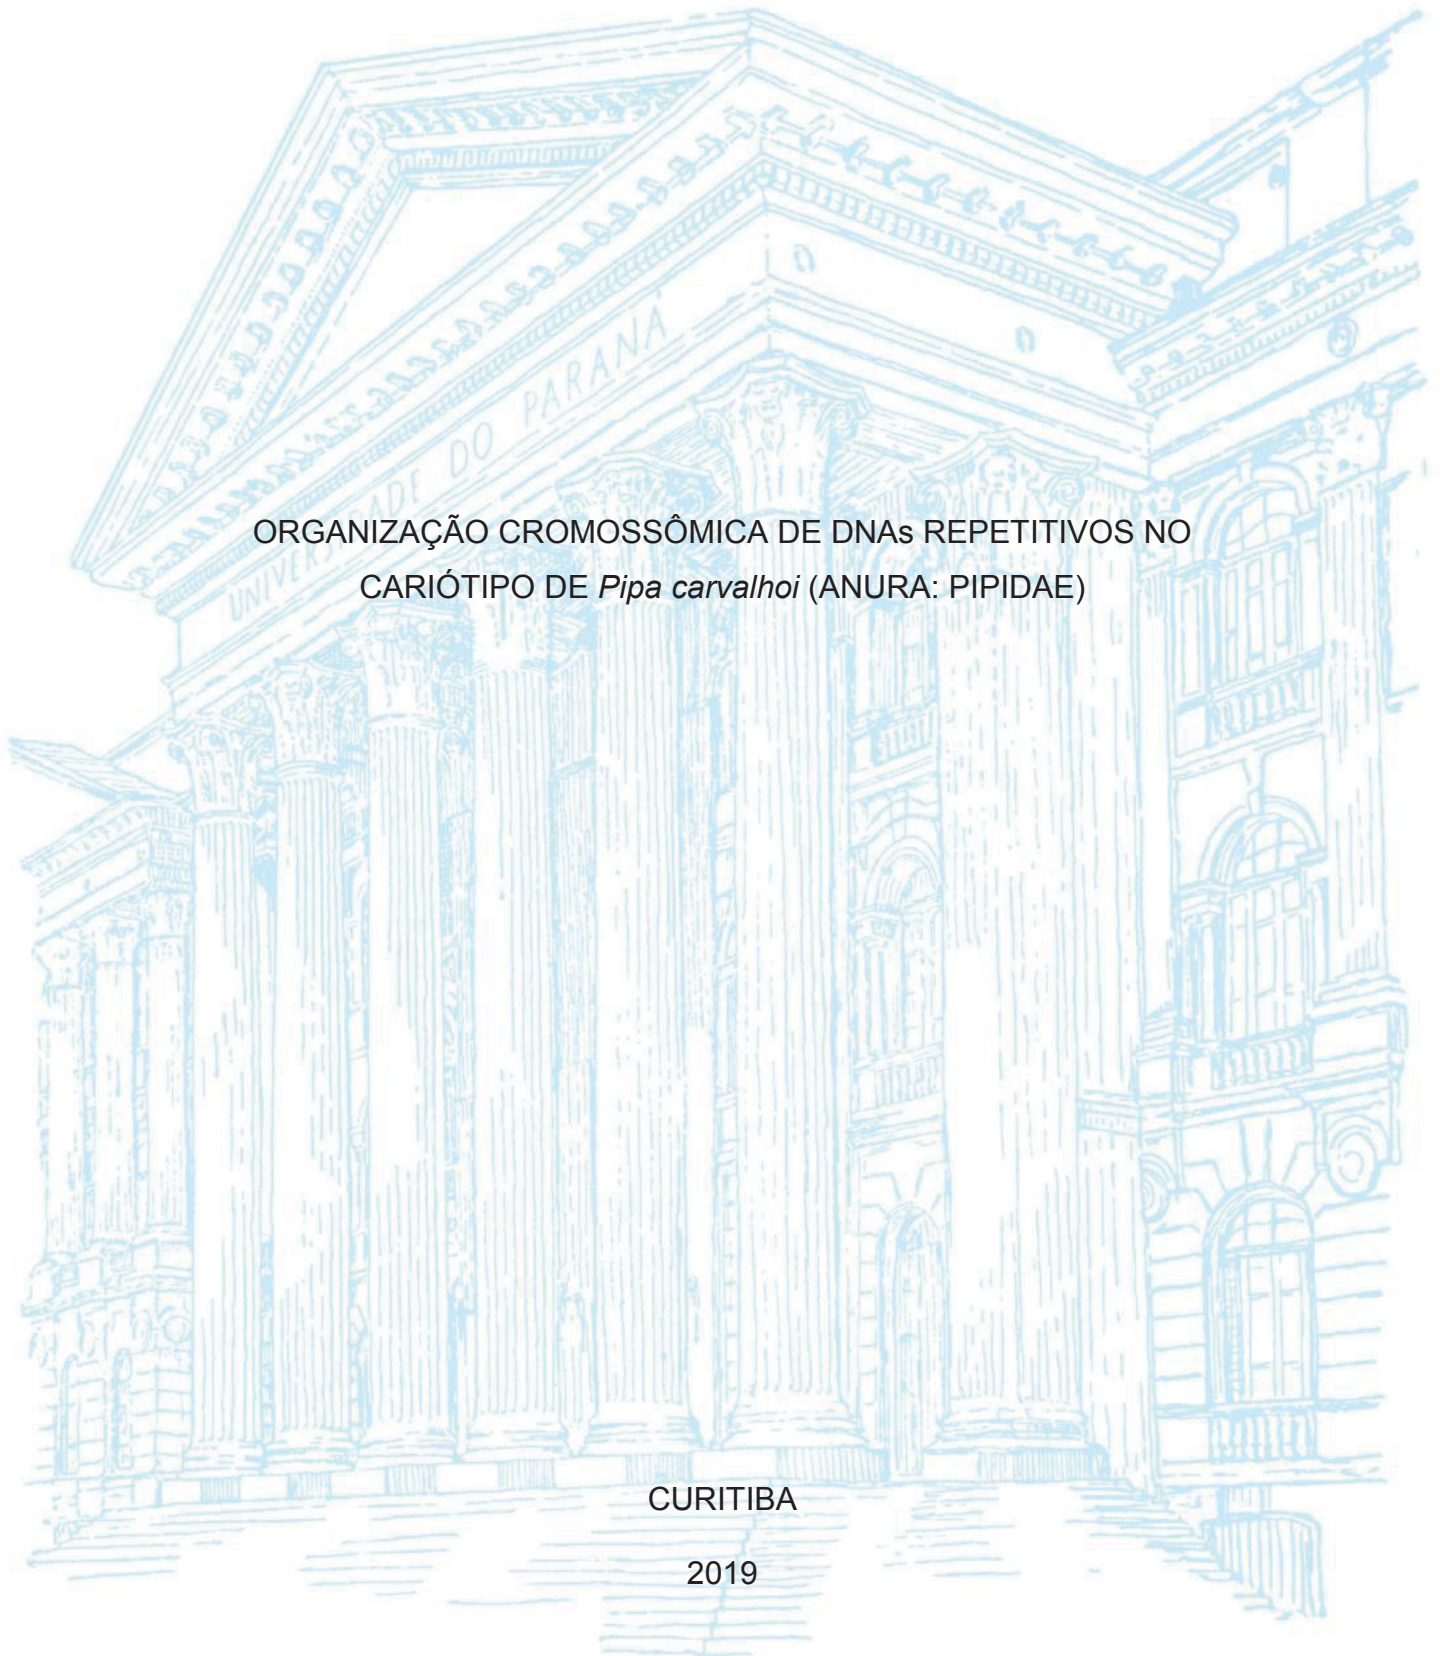 UNIVERSIDADE DO PARANÁ
ORGANIZAÇÃO CROMOSSÔMICA DE DNAs REPETITIVOS NO
CARIÓTIPO DE Pipa carvalhoi (ANURA: PIPIDAE)
CURITIBA
2019